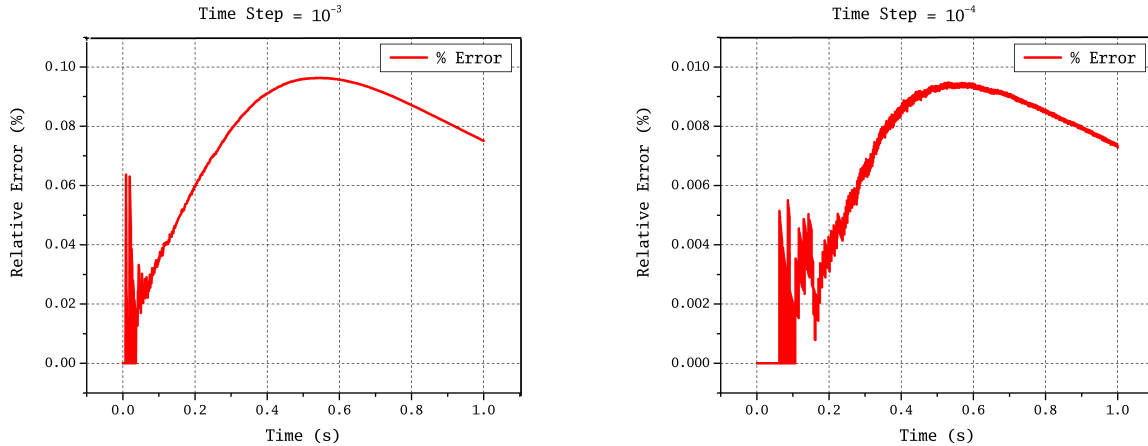 Time Step = 10⁻³
% Error
Relative Error (%)
0.10
0.08
0.06
0.04
0.02
0.00
0.0 0.2 0.4 0.6 0.8 1.0
Time (s)
Time Step = 10⁻⁴
% Error
Relative Error (%)
0.010
0.008
0.006
0.004
0.002
0.000
0.0 0.2 0.4 0.6 0.8 1.0
Time (s)